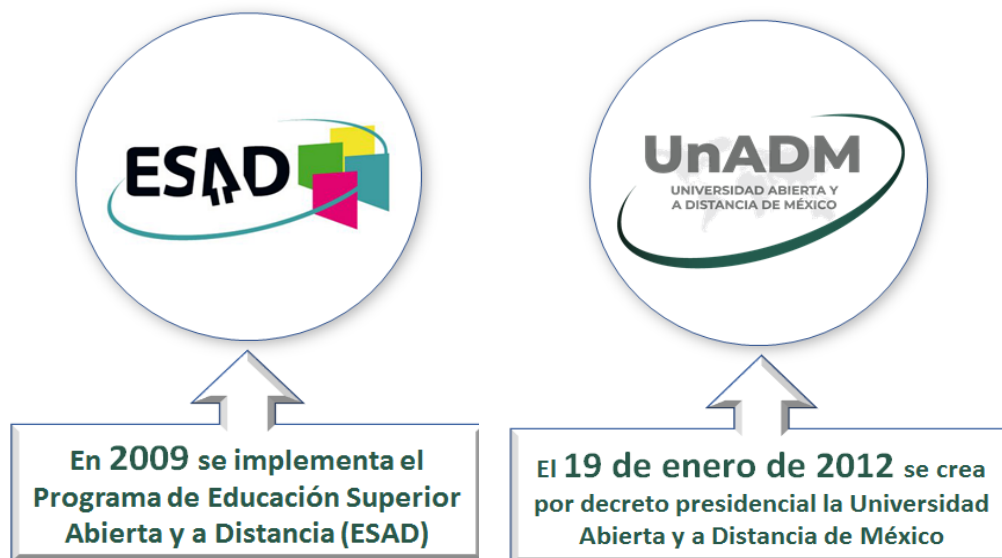 ESAD
En 2009 se implementa el
Programa de Educación Superior
Abierta y a Distancia (ESAD)
UnADM
UNIVERSIDAD ABIERTA Y
A DISTANCIA DE MÉXICO
El 19 de enero de 2012 se crea
por decreto presidencial la Universidad
Abierta y a Distancia de México